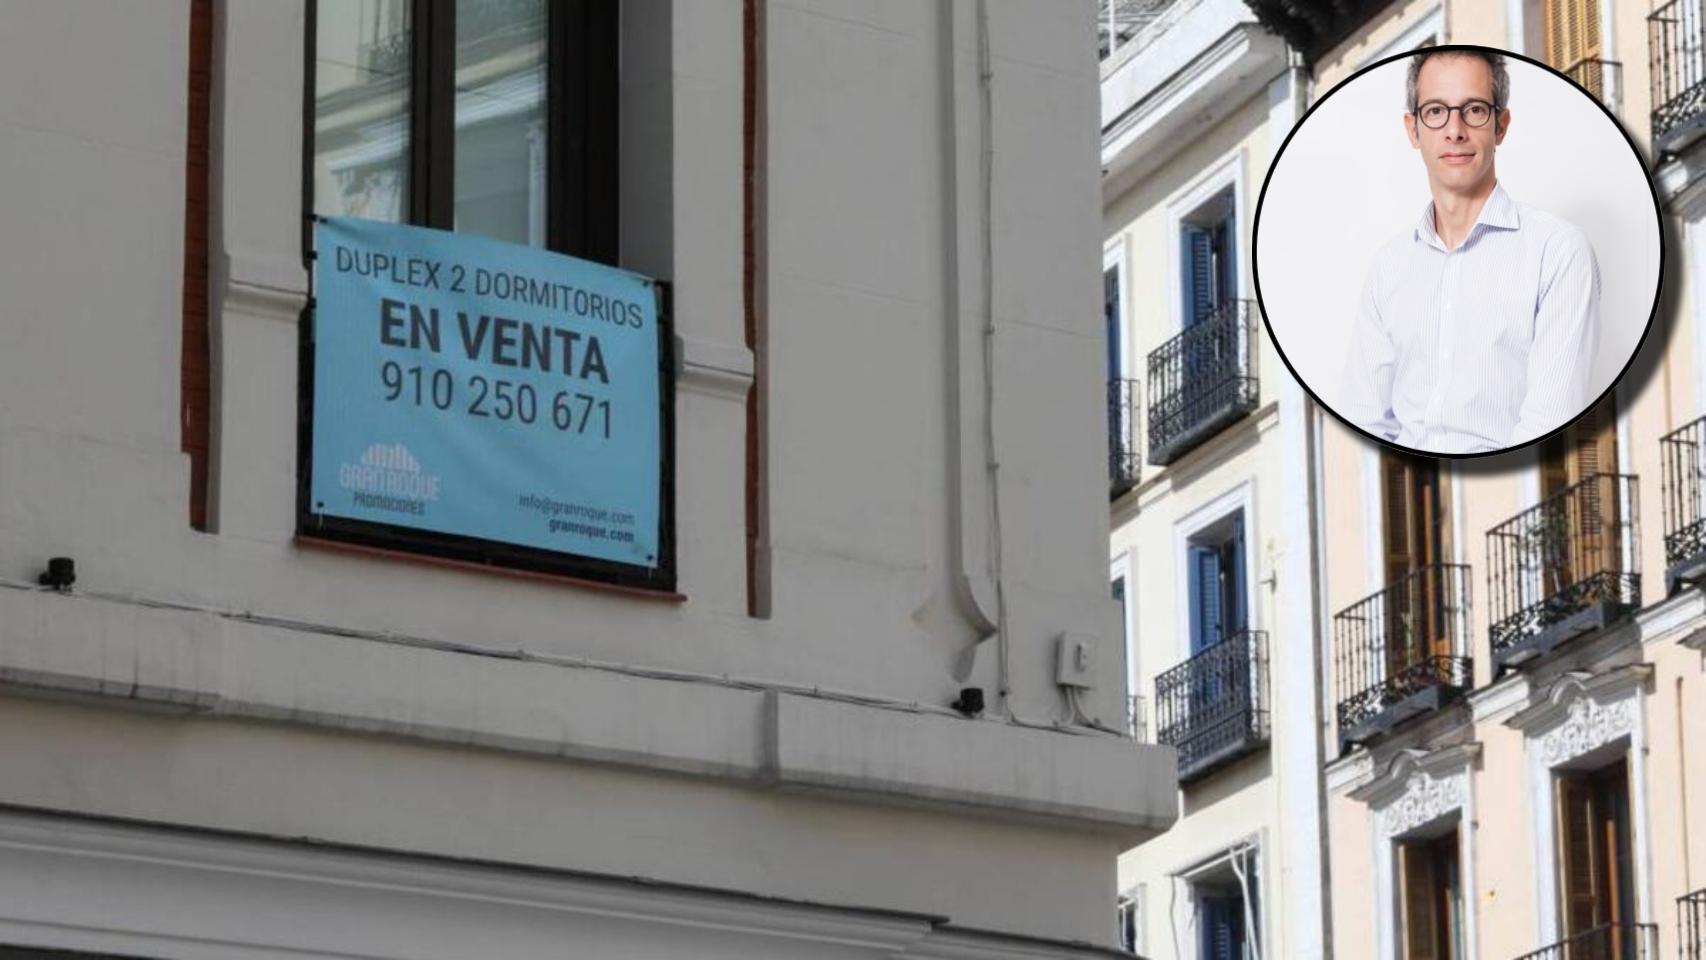 DUPLEX 2 DORMITORIOS
EN VENTA
910 250 671
GRANROQUE
PROMOCIONES
info@granroque.com
granroque.com